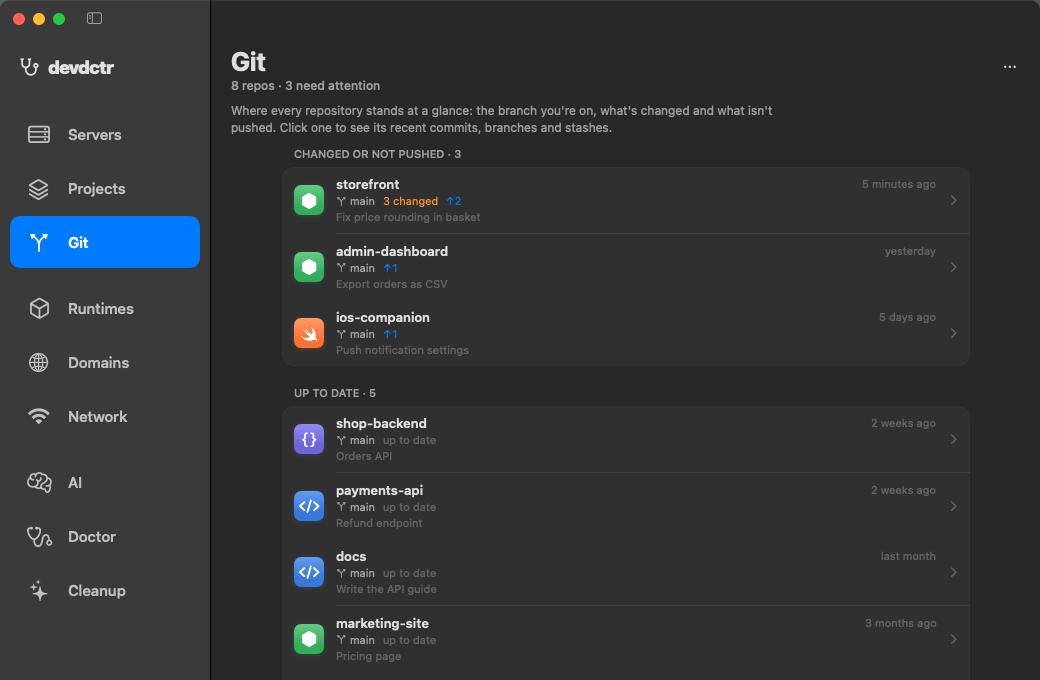 devdctr
Servers
Projects
Git
Runtimes
Domains
Network
AI
Doctor
Cleanup
Git
8 repos · 3 need attention
Where every repository stands at a glance: the branch you're on, what's changed and what isn't
pushed. Click one to see its recent commits, branches and stashes.
CHANGED OR NOT PUSHED · 3
storefront
5 minutes ago
main 3 changed ↑2
Fix price rounding in basket
admin-dashboard
yesterday
main ↑1
Export orders as CSV
ios-companion
5 days ago
main ↑1
Push notification settings
UP TO DATE · 5
shop-backend
2 weeks ago
main up to date
Orders API
payments-api
2 weeks ago
main up to date
Refund endpoint
docs
last month
main up to date
Write the API guide
marketing-site
3 months ago
main up to date
Pricing page